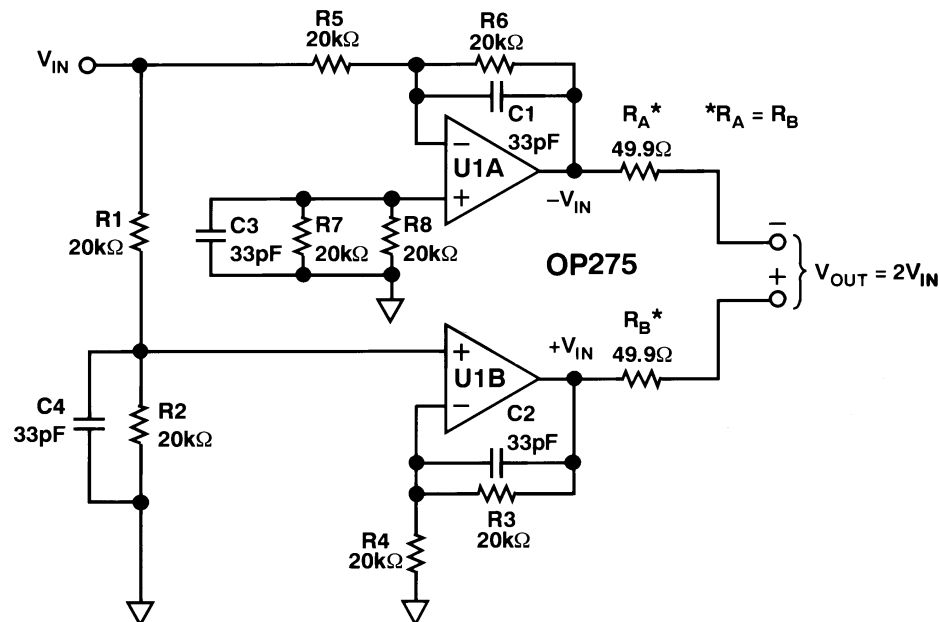 R5
20kΩ
R6
20kΩ
V_IN
C1
33pF
R_A*
49.9Ω
*R_A = R_B
−
U1A
+
−V_IN
R1
20kΩ
C3
33pF
R7
20kΩ
R8
20kΩ
OP275
−
+
V_OUT = 2V_IN
R_B*
49.9Ω
+
U1B
−
+V_IN
C2
33pF
C4
33pF
R2
20kΩ
R3
20kΩ
R4
20kΩ